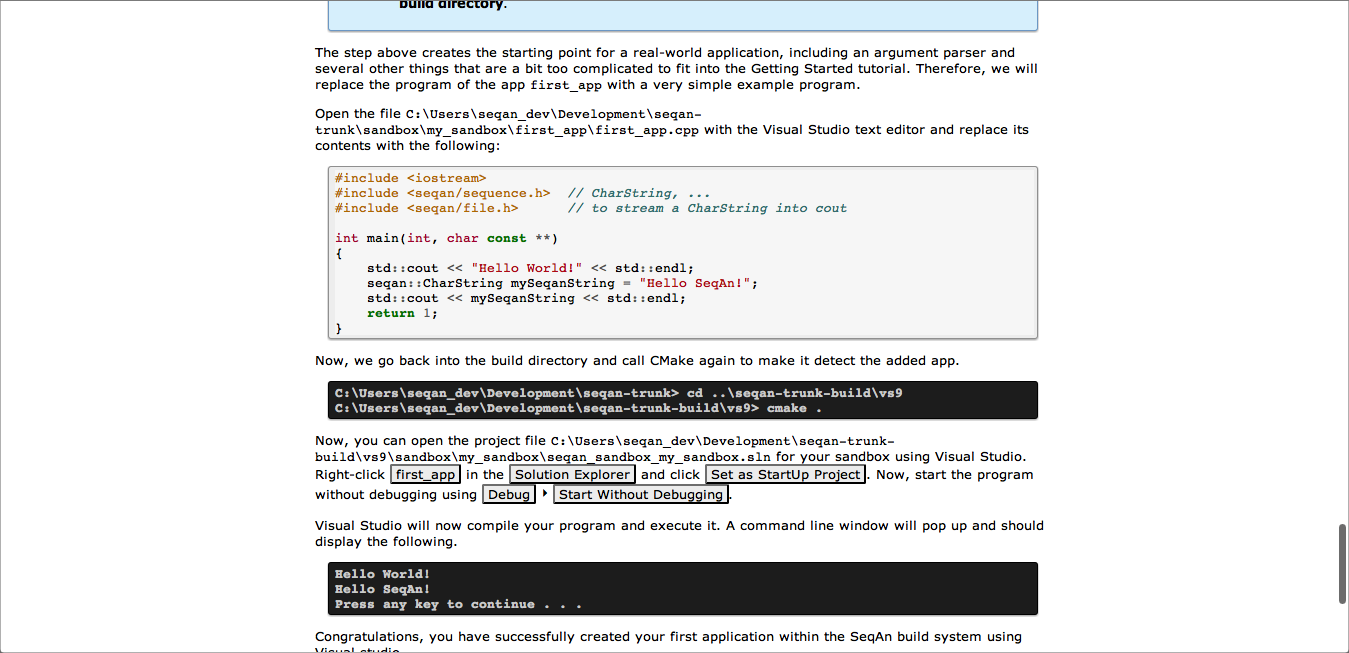 build directory.
The step above creates the starting point for a real-world application, including an argument parser and
several other things that are a bit too complicated to fit into the Getting Started tutorial. Therefore, we will
replace the program of the app first_app with a very simple example program.
Open the file C:\Users\seqan_dev\Development\seqan-
trunk\sandbox\my_sandbox\first_app\first_app.cpp with the Visual Studio text editor and replace its
contents with the following:
#include <iostream>
#include <seqan/sequence.h>  // CharString, ...
#include <seqan/file.h>      // to stream a CharString into cout
int main(int, char const **)
{
    std::cout << "Hello World!" << std::endl;
    seqan::CharString mySeqanString = "Hello SeqAn!";
    std::cout << mySeqanString << std::endl;
    return 1;
}
Now, we go back into the build directory and call CMake again to make it detect the added app.
C:\Users\seqan_dev\Development\seqan-trunk> cd ..\seqan-trunk-build\vs9
C:\Users\seqan_dev\Development\seqan-trunk-build\vs9> cmake .
Now, you can open the project file C:\Users\seqan_dev\Development\seqan-trunk-
build\vs9\sandbox\my_sandbox\seqan_sandbox_my_sandbox.sln for your sandbox using Visual Studio.
Right-click first_app in the Solution Explorer and click Set as StartUp Project. Now, start the program
without debugging using Debug ‣ Start Without Debugging.
Visual Studio will now compile your program and execute it. A command line window will pop up and should
display the following.
Hello World!
Hello SeqAn!
Press any key to continue . . .
Congratulations, you have successfully created your first application within the SeqAn build system using
Visual studio